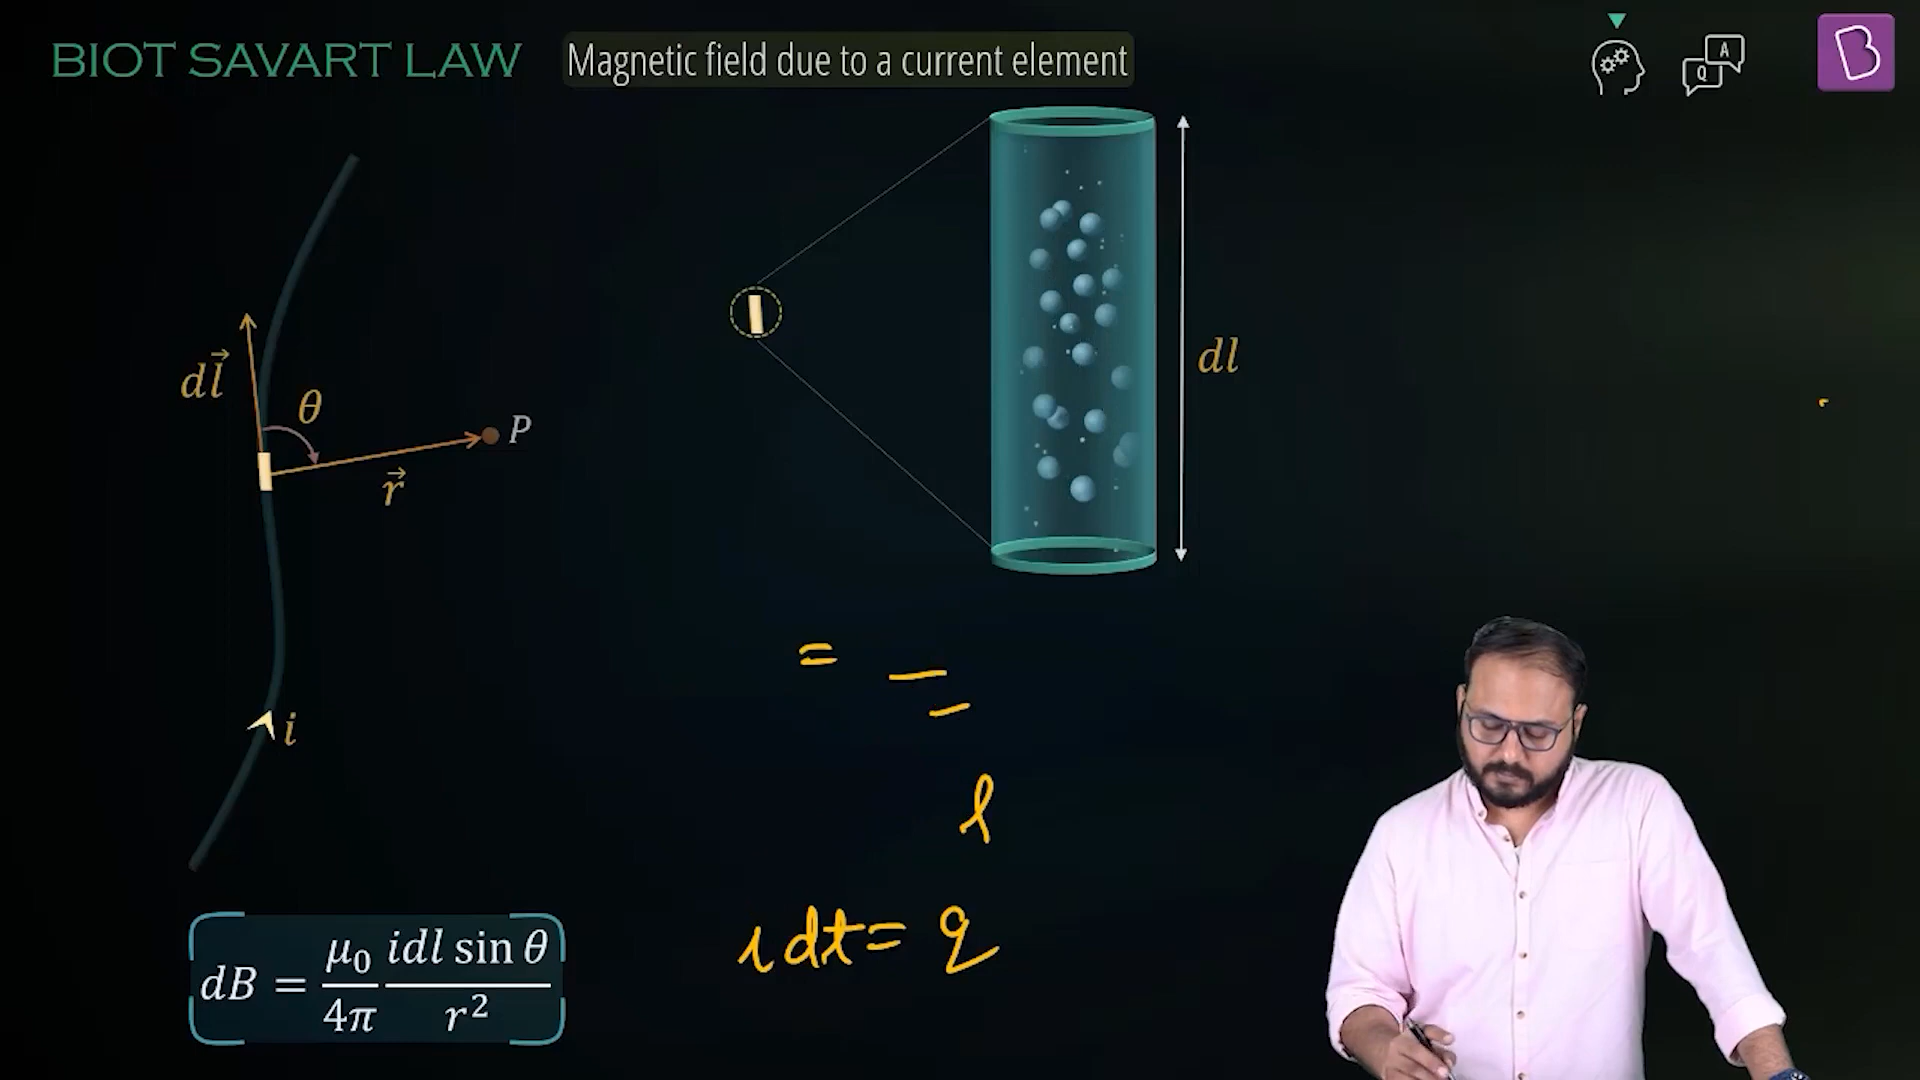 BIOT SAVART LAW
Magnetic field due to a current element
A
Q
B
dl⃗
θ
P
r⃗
i
dl
=
l
i dt = q
dB = μ₀/4π idl sin θ/r²